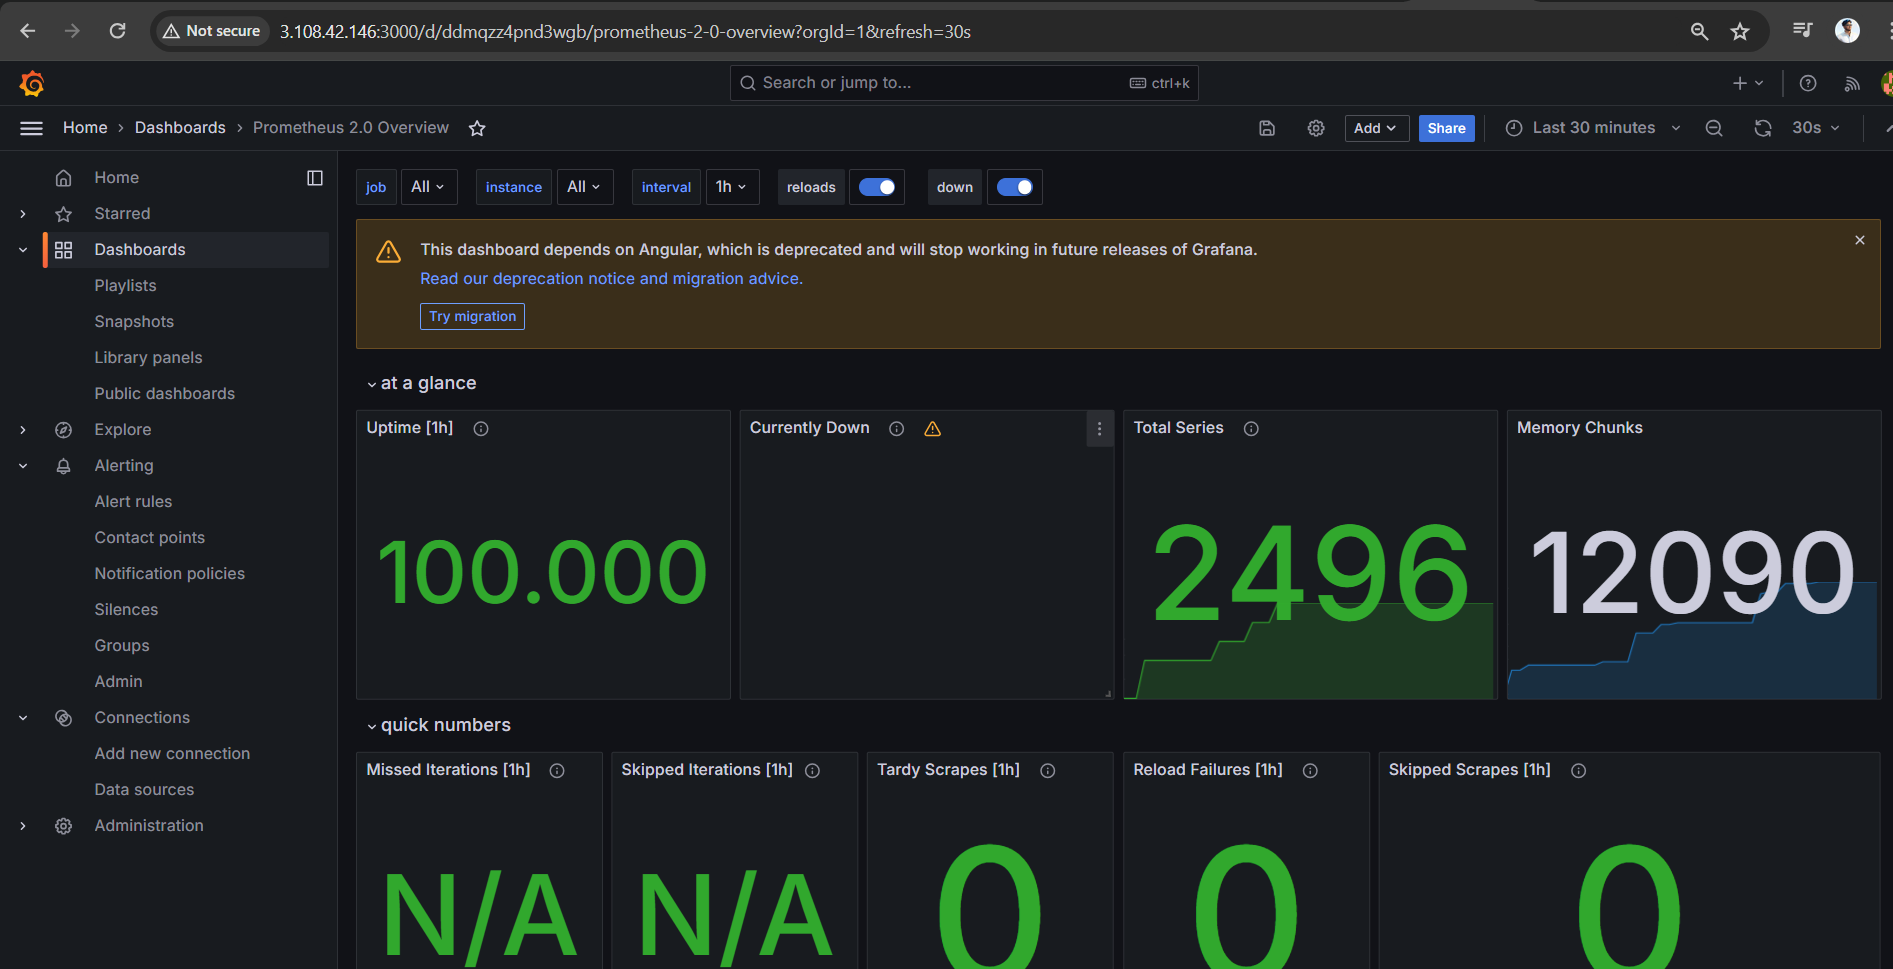 Not secure 3.108.42.146:3000/d/ddmqzz4pnd3wgb/prometheus-2-0-overview?orgId=1&refresh=30s
Search or jump to... ctrl+k
Home › Dashboards › Prometheus 2.0 Overview
Add Share Last 30 minutes 30s
Home
Starred
Dashboards
Playlists
Snapshots
Library panels
Public dashboards
Explore
Alerting
Alert rules
Contact points
Notification policies
Silences
Groups
Admin
Connections
Add new connection
Data sources
Administration
job All instance All interval 1h reloads down
This dashboard depends on Angular, which is deprecated and will stop working in future releases of Grafana.
Read our deprecation notice and migration advice.
Try migration
at a glance
Uptime [1h]
100.000
Currently Down
Total Series
2496
Memory Chunks
12090
quick numbers
Missed Iterations [1h]
N/A
Skipped Iterations [1h]
N/A
Tardy Scrapes [1h]
0
Reload Failures [1h]
0
Skipped Scrapes [1h]
0